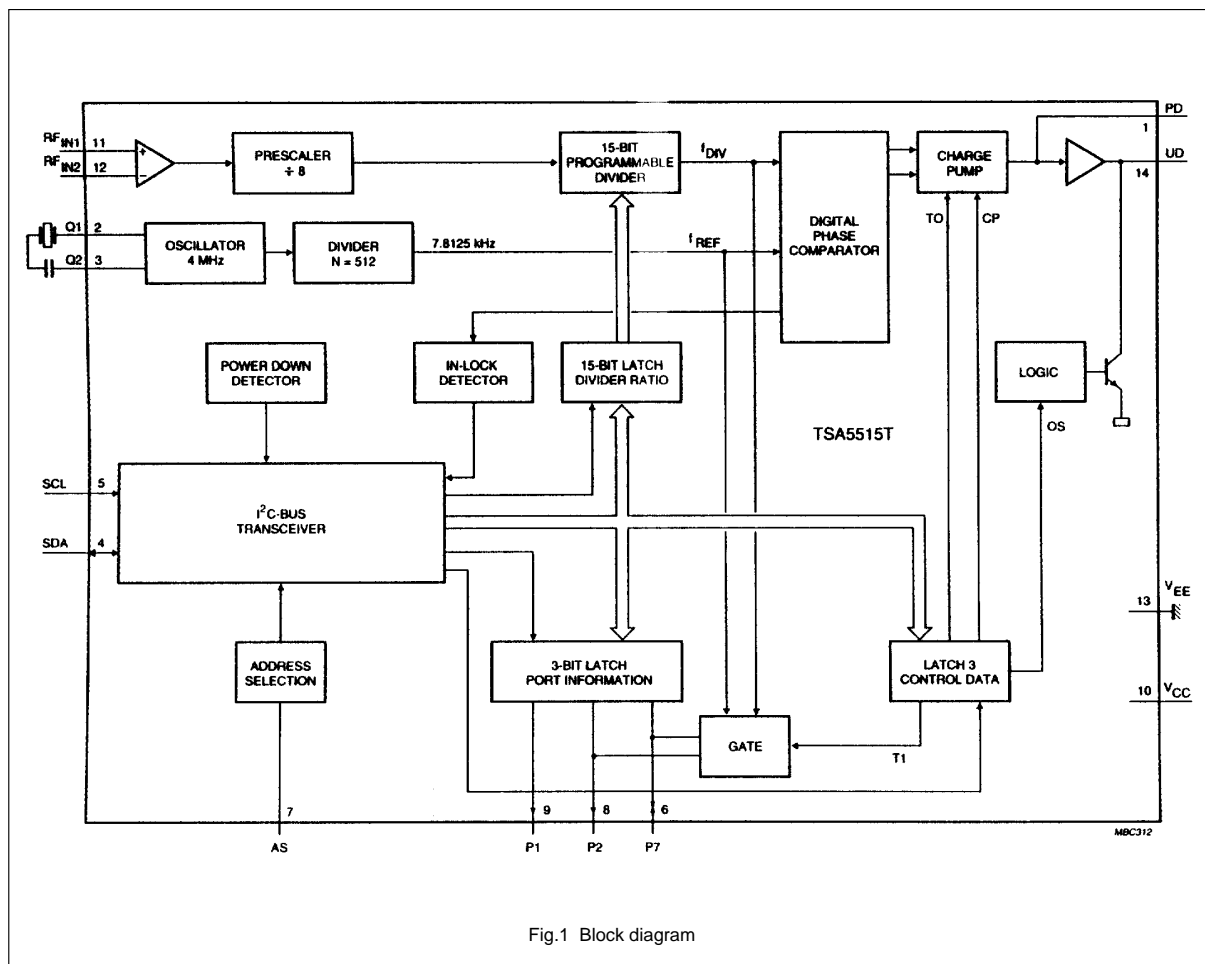 PD
1
RF IN1 11
RF IN2 12
+
−
PRESCALER
÷ 8
15-BIT
PROGRAMMABLE
DIVIDER
fDIV
CHARGE
PUMP
UD
14
TO
CP
DIGITAL
PHASE
COMPARATOR
Q1 2
Q2 3
OSCILLATOR
4 MHz
DIVIDER
N = 512
7.8125 kHz
fREF
POWER DOWN
DETECTOR
IN-LOCK
DETECTOR
15-BIT LATCH
DIVIDER RATIO
LOGIC
OS
TSA5515T
SCL 5
SDA 4
I²C-BUS
TRANSCEIVER
VEE
13
ADDRESS
SELECTION
3-BIT LATCH
PORT INFORMATION
LATCH 3
CONTROL DATA
10 VCC
GATE
T1
7
9
8
6
AS
P1
P2
P7
MBC312
Fig.1 Block diagram